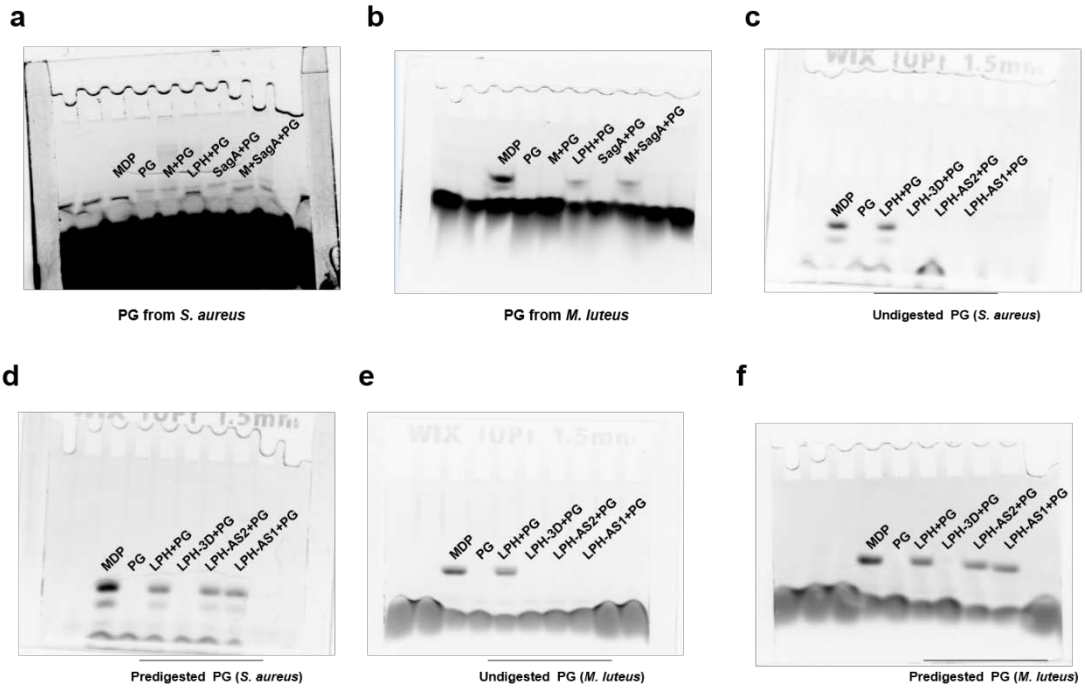 a
MDP
PG
M+PG
LPH+PG
SagA+PG
M+SagA+PG
PG from S. aureus
b
MDP
PG
M+PG
LPH+PG
SagA+PG
M+SagA+PG
PG from M. luteus
c
MDP
PG
LPH+PG
LPH-3D+PG
LPH-AS2+PG
LPH-AS1+PG
Undigested PG (S. aureus)
d
MDP
PG
LPH+PG
LPH-3D+PG
LPH-AS2+PG
LPH-AS1+PG
Predigested PG (S. aureus)
e
MDP
PG
LPH+PG
LPH-3D+PG
LPH-AS2+PG
LPH-AS1+PG
Undigested PG (M. luteus)
f
MDP
PG
LPH+PG
LPH-3D+PG
LPH-AS2+PG
LPH-AS1+PG
Predigested PG (M. luteus)